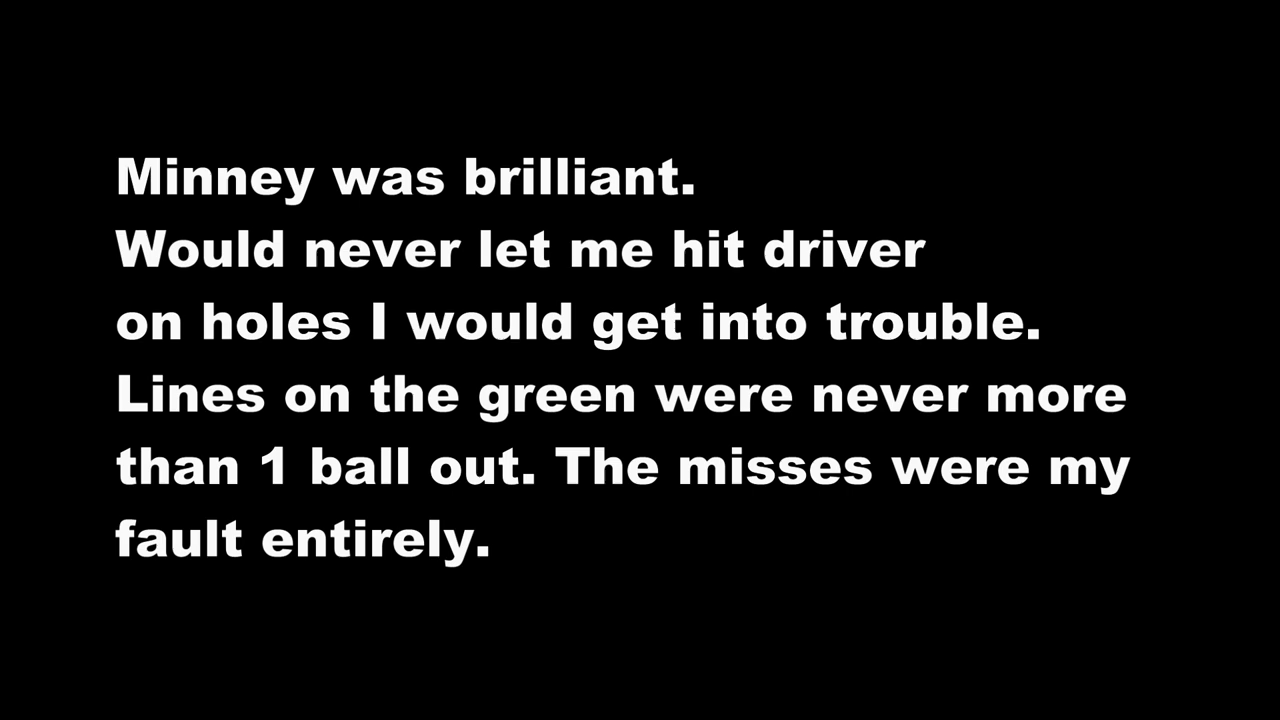 Minney was brilliant.
Would never let me hit driver
on holes I would get into trouble.
Lines on the green were never more
than 1 ball out. The misses were my
fault entirely.